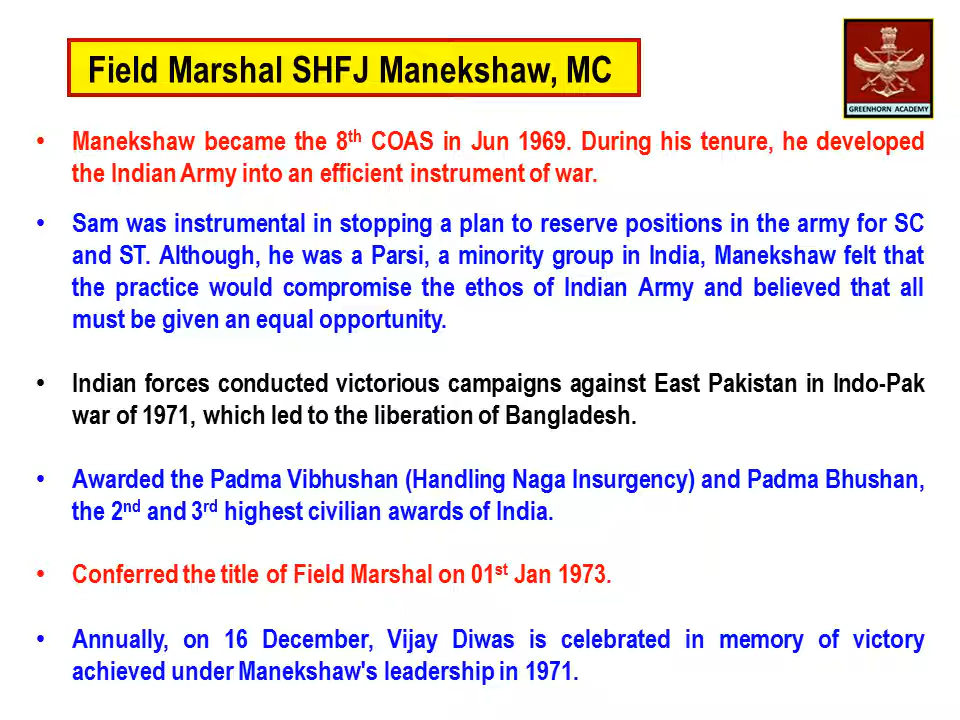 Field Marshal SHFJ Manekshaw, MC
GREENHORN ACADEMY
• Manekshaw became the 8th COAS in Jun 1969. During his tenure, he developed
the Indian Army into an efficient instrument of war.
• Sam was instrumental in stopping a plan to reserve positions in the army for SC
and ST. Although, he was a Parsi, a minority group in India, Manekshaw felt that
the practice would compromise the ethos of Indian Army and believed that all
must be given an equal opportunity.
• Indian forces conducted victorious campaigns against East Pakistan in Indo-Pak
war of 1971, which led to the liberation of Bangladesh.
• Awarded the Padma Vibhushan (Handling Naga Insurgency) and Padma Bhushan,
the 2nd and 3rd highest civilian awards of India.
• Conferred the title of Field Marshal on 01st Jan 1973.
• Annually, on 16 December, Vijay Diwas is celebrated in memory of victory
achieved under Manekshaw's leadership in 1971.